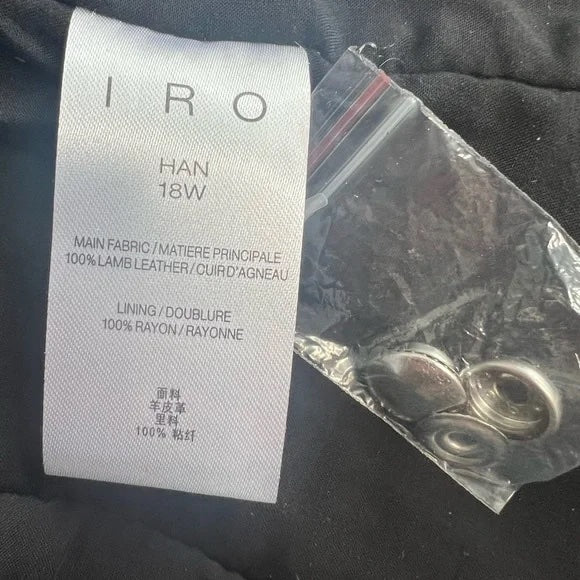 IRO
HAN
18W
MAIN FABRIC / MATIERE PRINCIPALE
100% LAMB LEATHER / CUIR D'AGNEAU
LINING / DOUBLURE
100% RAYON / RAYONNE
面料
羊皮革
里料
100% 粘纤